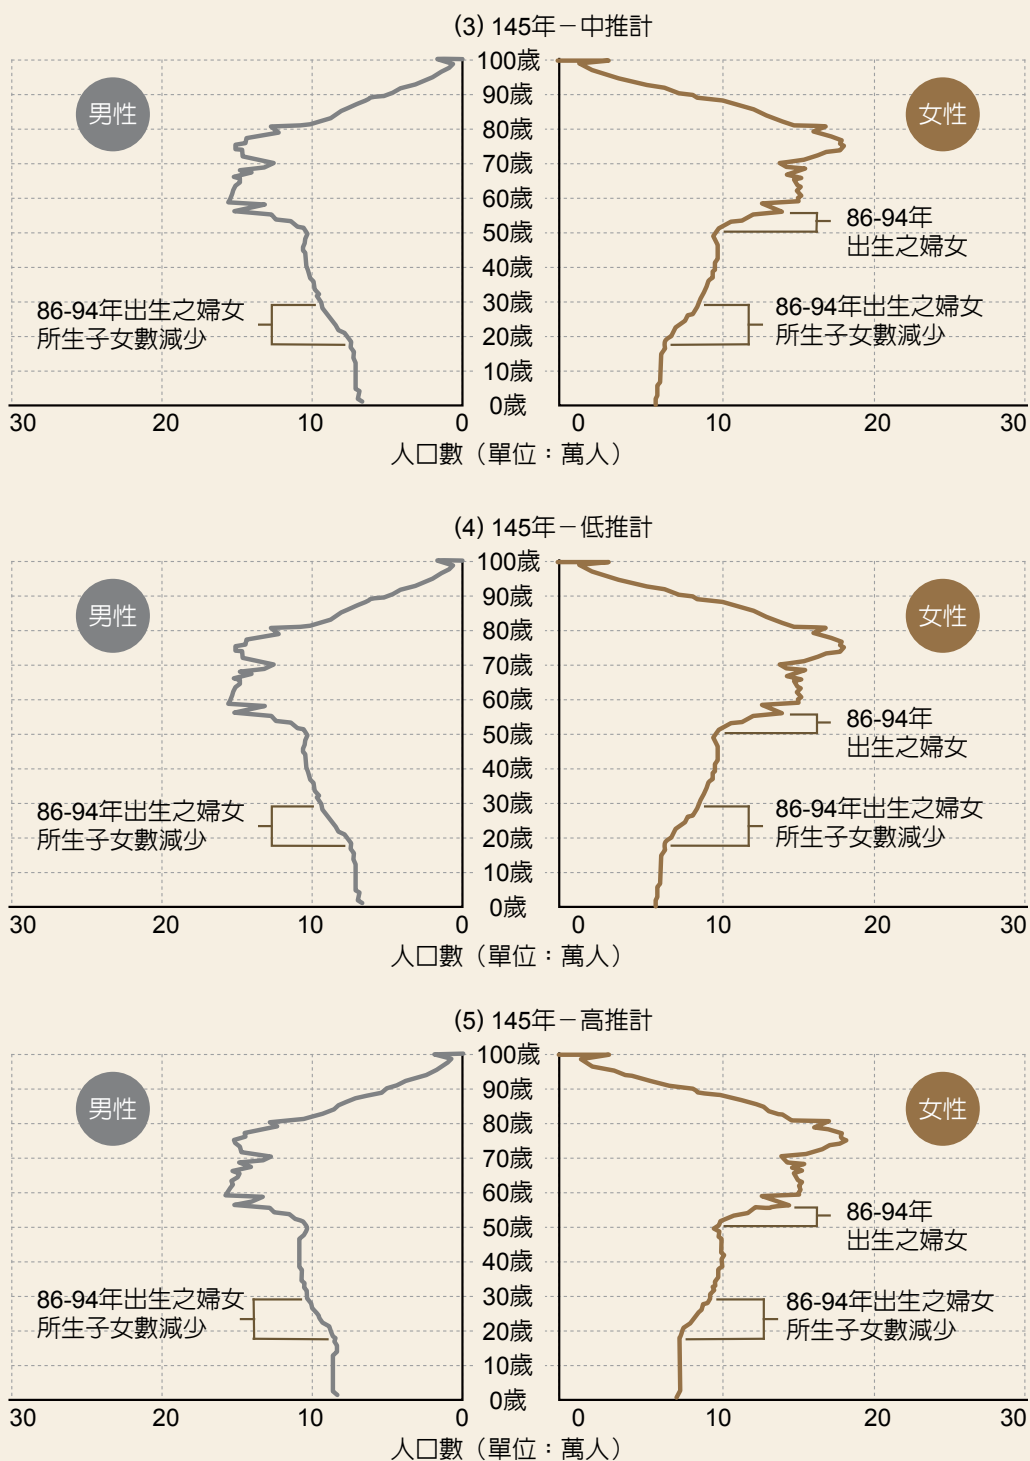 (3) 145年－中推計
100歲
90歲
男性
女性
80歲
70歲
60歲
86-94年
出生之婦女
50歲
40歲
30歲
86-94年出生之婦女
所生子女數減少
86-94年出生之婦女
所生子女數減少
20歲
10歲
0歲
30 20 10 0 0 10 20 30
人口數（單位：萬人）
(4) 145年－低推計
100歲
90歲
男性
女性
80歲
70歲
60歲
86-94年
出生之婦女
50歲
40歲
30歲
86-94年出生之婦女
所生子女數減少
86-94年出生之婦女
所生子女數減少
20歲
10歲
0歲
30 20 10 0 0 10 20 30
人口數（單位：萬人）
(5) 145年－高推計
100歲
90歲
男性
女性
80歲
70歲
60歲
86-94年
出生之婦女
50歲
40歲
30歲
86-94年出生之婦女
所生子女數減少
86-94年出生之婦女
所生子女數減少
20歲
10歲
0歲
30 20 10 0 0 10 20 30
人口數（單位：萬人）